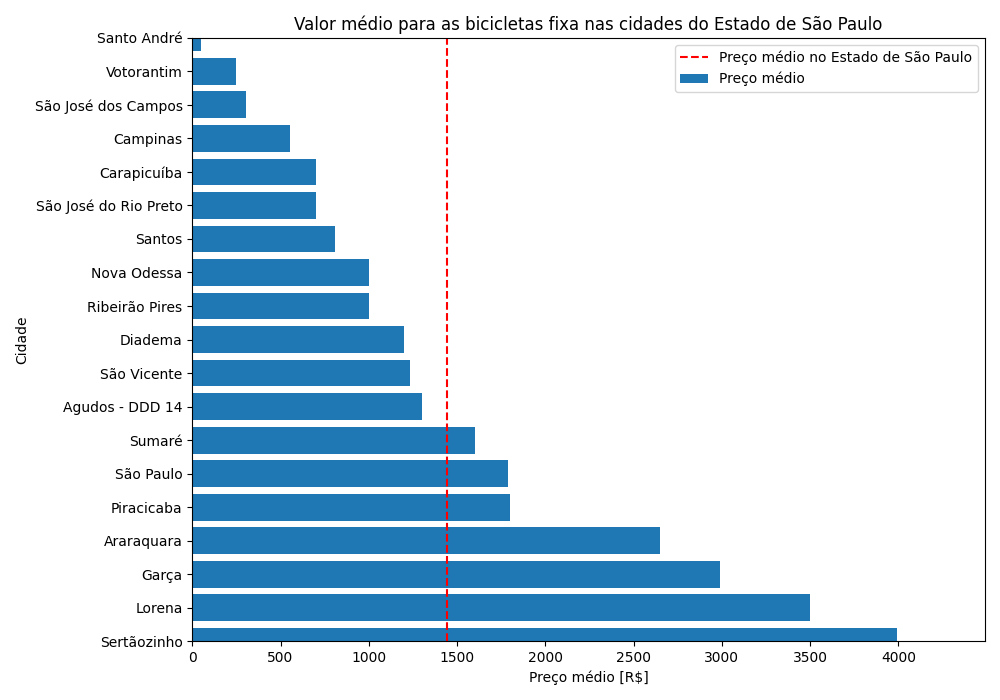 Valor médio para as bicicletas fixa nas cidades do Estado de São Paulo
Preço médio no Estado de São Paulo
Preço médio
Cidade
Santo André
Votorantim
São José dos Campos
Campinas
Carapicuíba
São José do Rio Preto
Santos
Nova Odessa
Ribeirão Pires
Diadema
São Vicente
Agudos - DDD 14
Sumaré
São Paulo
Piracicaba
Araraquara
Garça
Lorena
Sertãozinho
0 500 1000 1500 2000 2500 3000 3500 4000
Preço médio [R$]